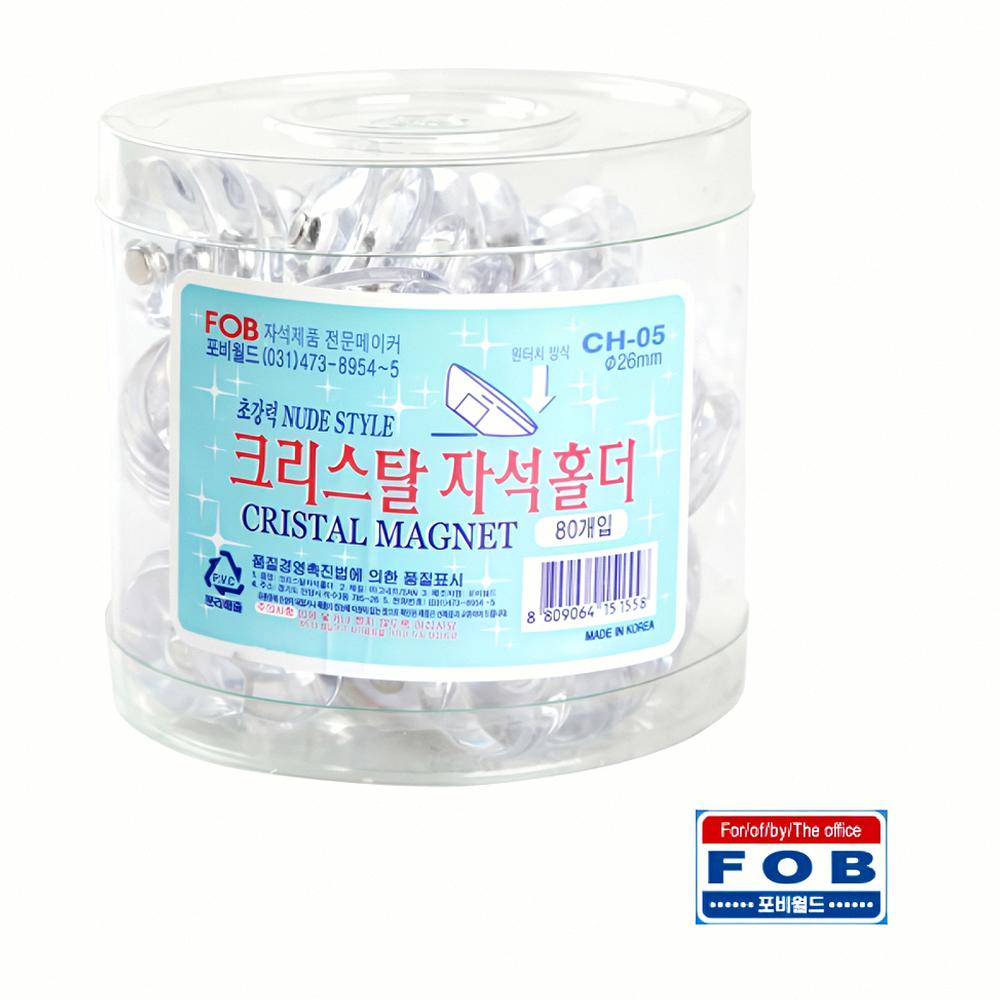 FOB 자석제품 전문메이커
포비월드 (031)473-8954~5
원터치 방식
CH-05
Φ26mm
초강력 NUDE STYLE
크리스탈 자석홀더
CRISTAL MAGNET
80개입
PVC
분리배출
품질경영촉진법에 의한 품질표시
8 809064 151558
MADE IN KOREA
For/of/by/The office
FOB
포비월드